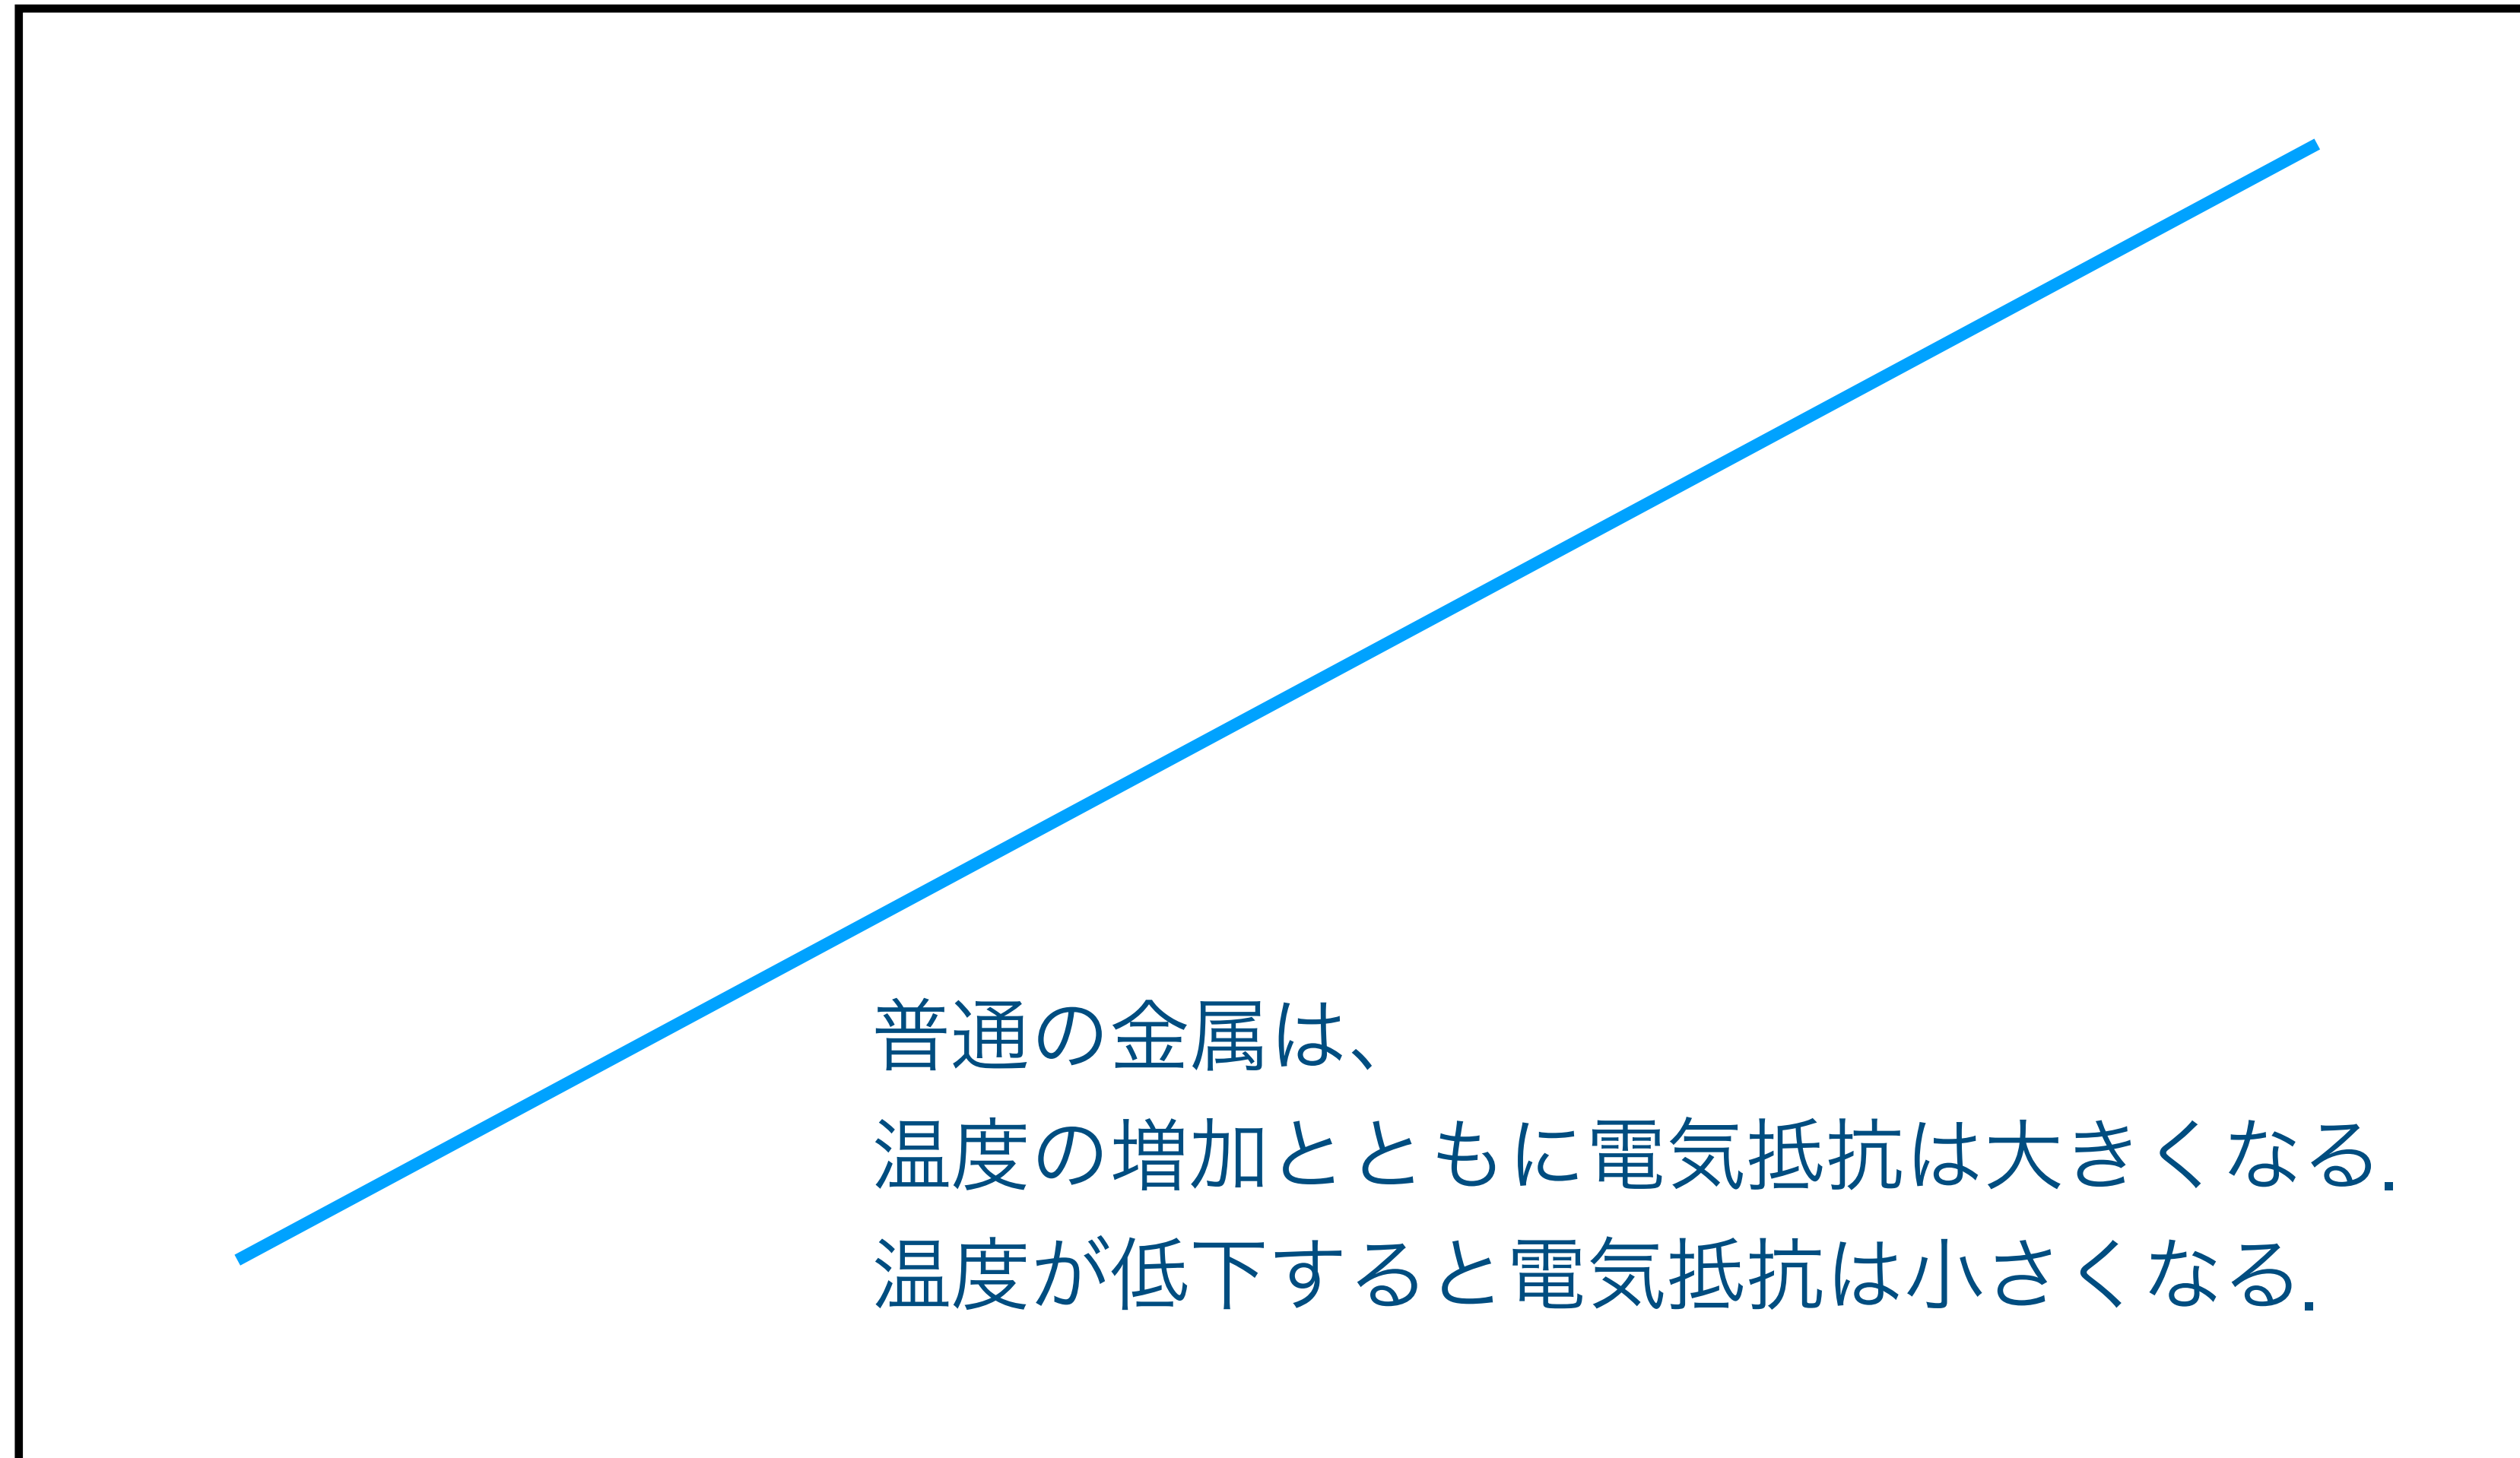 普通の金属は、
温度の増加とともに電気抵抗は大きくなる．
温度が低下すると電気抵抗は小さくなる．